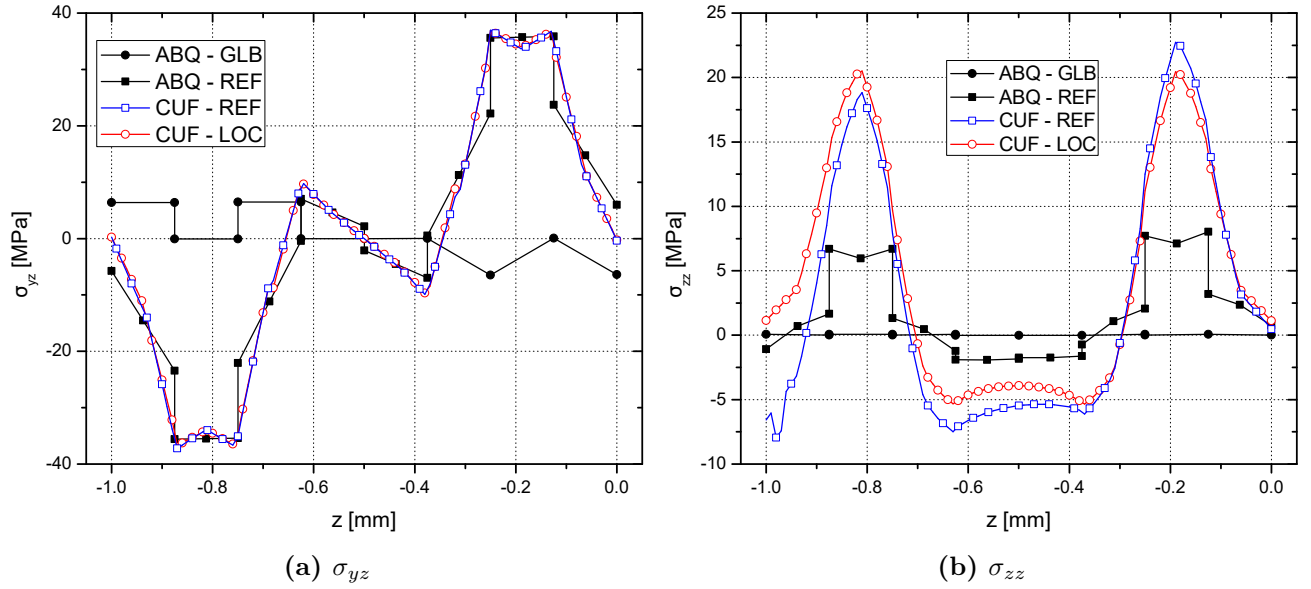 40
20
0
-20
-40
σyz [MPa]
-1.0 -0.8 -0.6 -0.4 -0.2 0.0
z [mm]
ABQ - GLB
ABQ - REF
CUF - REF
CUF - LOC
(a) σyz
25
20
15
10
5
0
-5
-10
σzz [MPa]
-1.0 -0.8 -0.6 -0.4 -0.2 0.0
z [mm]
ABQ - GLB
ABQ - REF
CUF - REF
CUF - LOC
(b) σzz